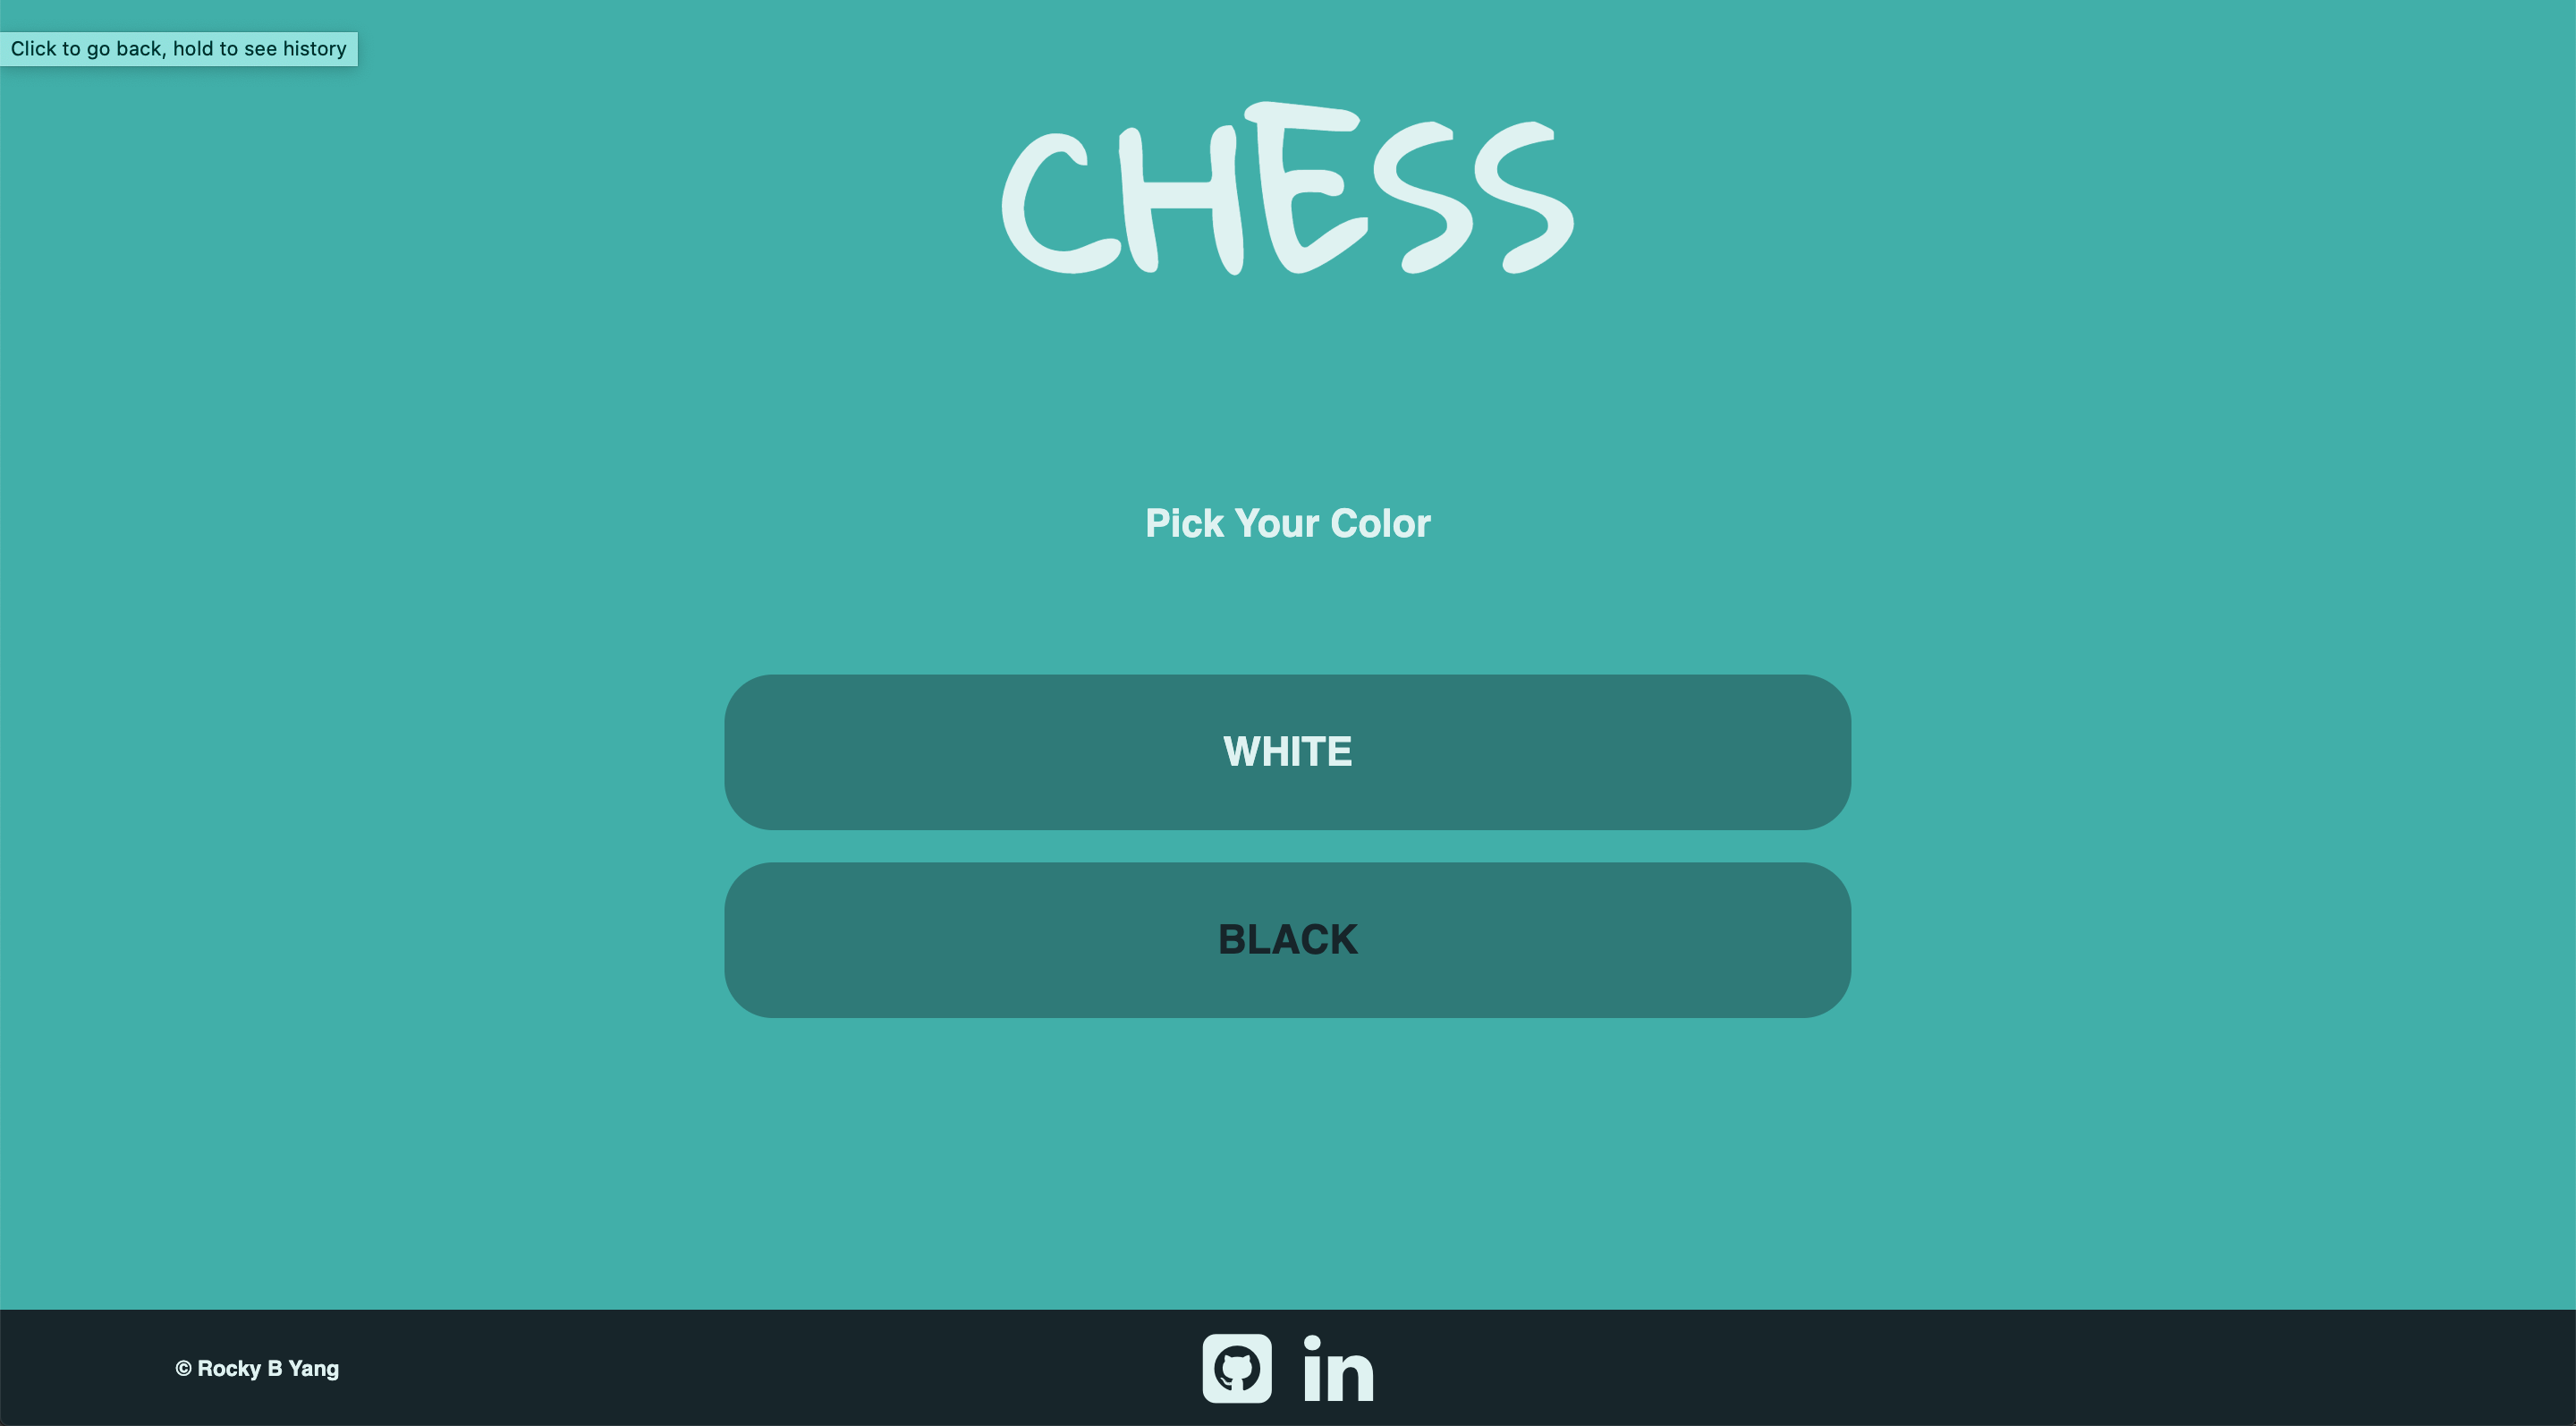 Click to go back, hold to see history
CHESS
Pick Your Color
WHITE
BLACK
© Rocky B Yang
in